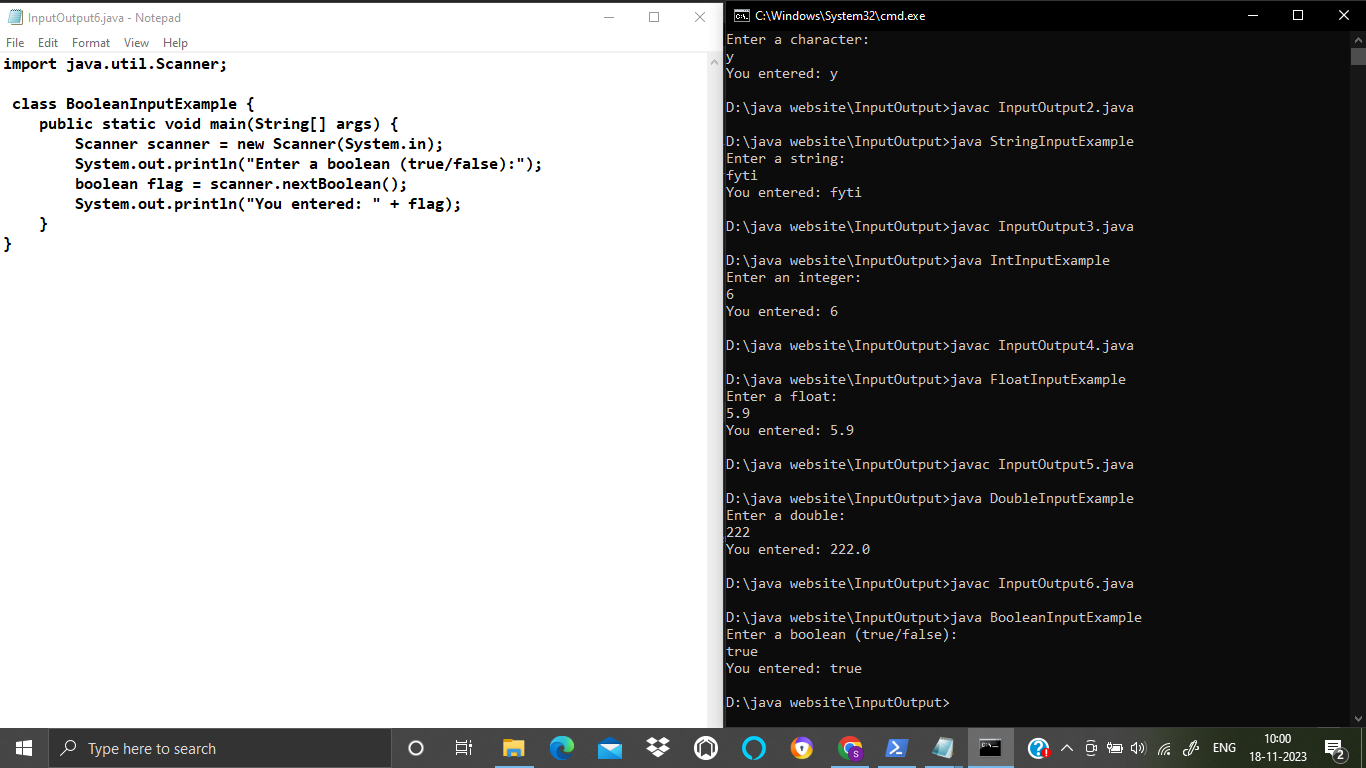 InputOutput6.java - Notepad
File Edit Format View Help
import java.util.Scanner;
class BooleanInputExample {
public static void main(String[] args) {
Scanner scanner = new Scanner(System.in);
System.out.println("Enter a boolean (true/false):");
boolean flag = scanner.nextBoolean();
System.out.println("You entered: " + flag);
}
}
C:\Windows\System32\cmd.exe
Enter a character:
y
You entered: y
D:\java website\InputOutput>javac InputOutput2.java
D:\java website\InputOutput>java StringInputExample
Enter a string:
fyti
You entered: fyti
D:\java website\InputOutput>javac InputOutput3.java
D:\java website\InputOutput>java IntInputExample
Enter an integer:
6
You entered: 6
D:\java website\InputOutput>javac InputOutput4.java
D:\java website\InputOutput>java FloatInputExample
Enter a float:
5.9
You entered: 5.9
D:\java website\InputOutput>javac InputOutput5.java
D:\java website\InputOutput>java DoubleInputExample
Enter a double:
222
You entered: 222.0
D:\java website\InputOutput>javac InputOutput6.java
D:\java website\InputOutput>java BooleanInputExample
Enter a boolean (true/false):
true
You entered: true
D:\java website\InputOutput>
Type here to search
S
ENG
10:00
18-11-2023
2